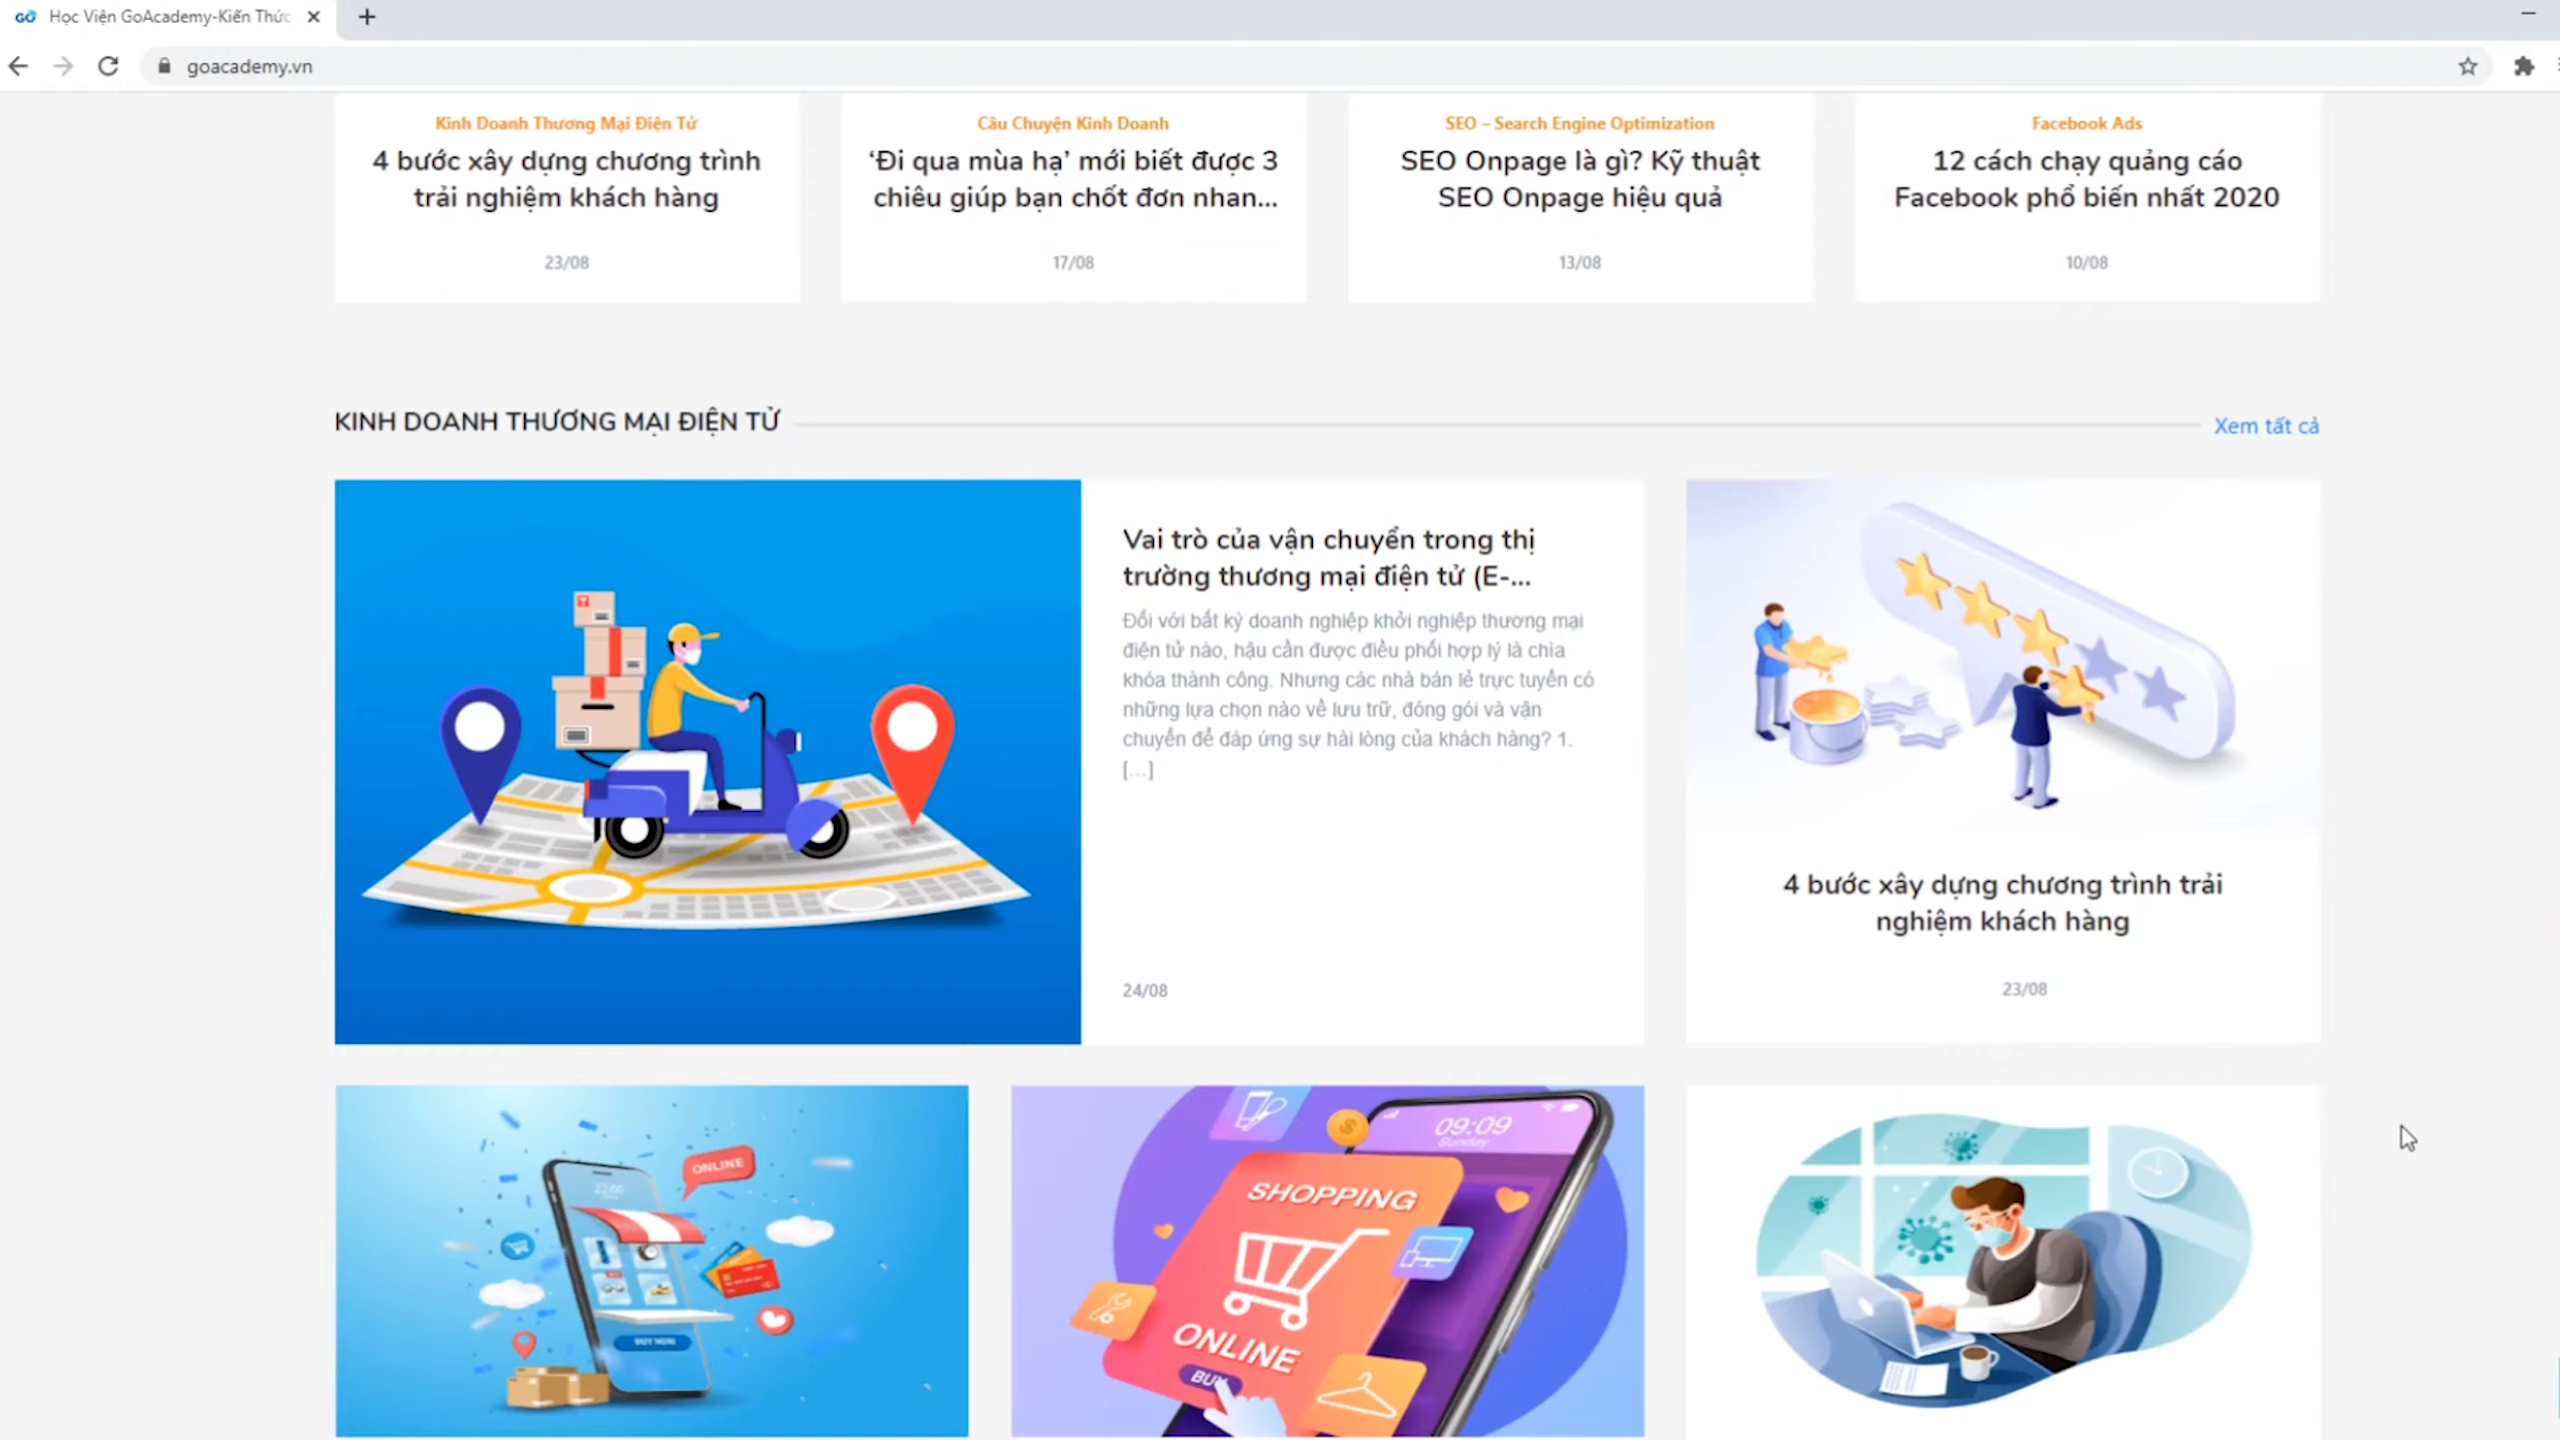 Học Viện GoAcademy-Kiến Thức
goacademy.vn
Kinh Doanh Thương Mại Điện Tử
4 bước xây dựng chương trình
trải nghiệm khách hàng
23/08
Câu Chuyện Kinh Doanh
‘Đi qua mùa hạ’ mới biết được 3
chiêu giúp bạn chốt đơn nhan...
17/08
SEO – Search Engine Optimization
SEO Onpage là gì? Kỹ thuật
SEO Onpage hiệu quả
13/08
Facebook Ads
12 cách chạy quảng cáo
Facebook phổ biến nhất 2020
10/08
KINH DOANH THƯƠNG MẠI ĐIỆN TỬ
Xem tất cả
Vai trò của vận chuyển trong thị
trường thương mại điện tử (E-...
Đối với bất kỳ doanh nghiệp khởi nghiệp thương mại
điện tử nào, hậu cần được điều phối hợp lý là chìa
khóa thành công. Nhưng các nhà bán lẻ trực tuyến có
những lựa chọn nào về lưu trữ, đóng gói và vận
chuyển để đáp ứng sự hài lòng của khách hàng? 1.
[...]
24/08
4 bước xây dựng chương trình trải
nghiệm khách hàng
23/08
ONLINE
BUY NOW
09:09
Sunday
SHOPPING
ONLINE
BUY